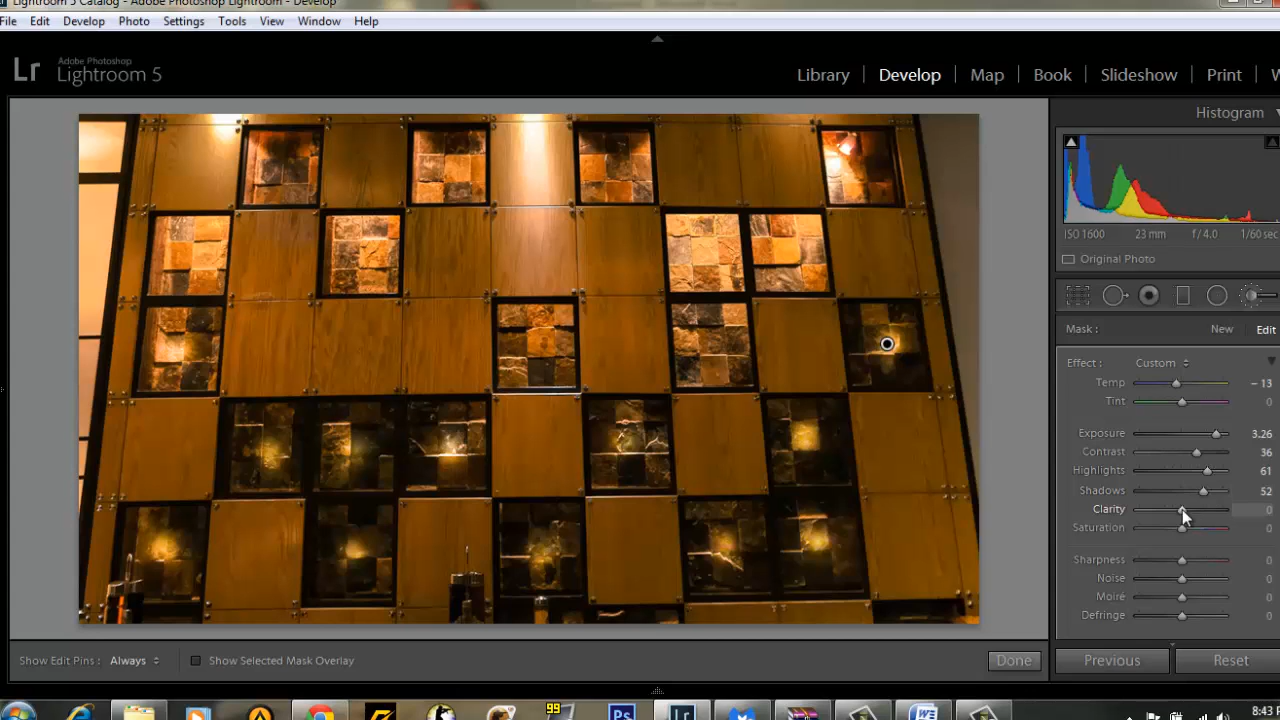 Lightroom 5 Catalog - Adobe Photoshop Lightroom - Develop
File Edit Develop Photo Settings Tools View Window Help
Lr Adobe Photoshop Lightroom 5
Library Develop Map Book Slideshow Print W
Histogram
ISO 1600 23 mm f / 4.0 1/60 sec
Original Photo
Mask : New Edit
Effect : Custom
Temp – 13
Tint 0
Exposure 3.26
Contrast 36
Highlights 61
Shadows 52
Clarity 0
Saturation 0
Sharpness 0
Noise 0
Moiré 0
Defringe 0
Show Edit Pins : Always Show Selected Mask Overlay Done
Previous Reset
99 Ps Lr W 8:43